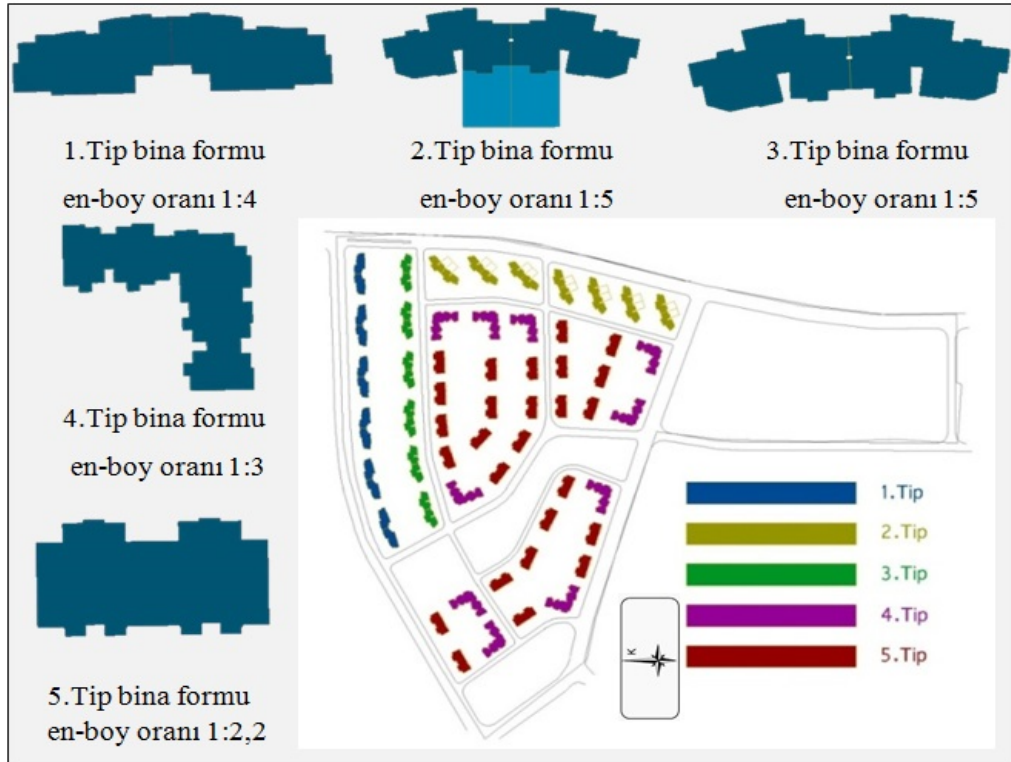 1.Tip bina formu
en-boy oranı 1:4
2.Tip bina formu
en-boy oranı 1:5
3.Tip bina formu
en-boy oranı 1:5
4.Tip bina formu
en-boy oranı 1:3
5.Tip bina formu
en-boy oranı 1:2,2
1.Tip
2.Tip
3.Tip
4.Tip
5.Tip
K